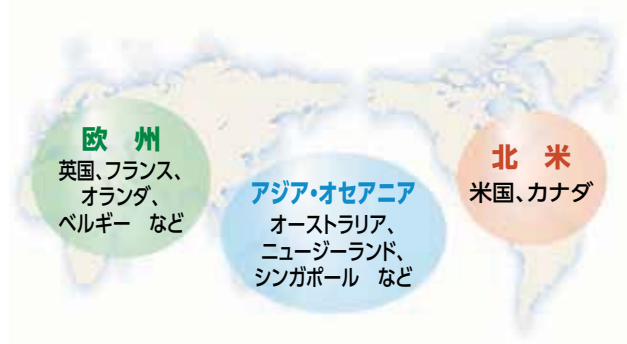 欧　州
英国、フランス、
オランダ、
ベルギー　など
アジア・オセアニア
オーストラリア、
ニュージーランド、
シンガポール　など
北　米
米国、カナダ